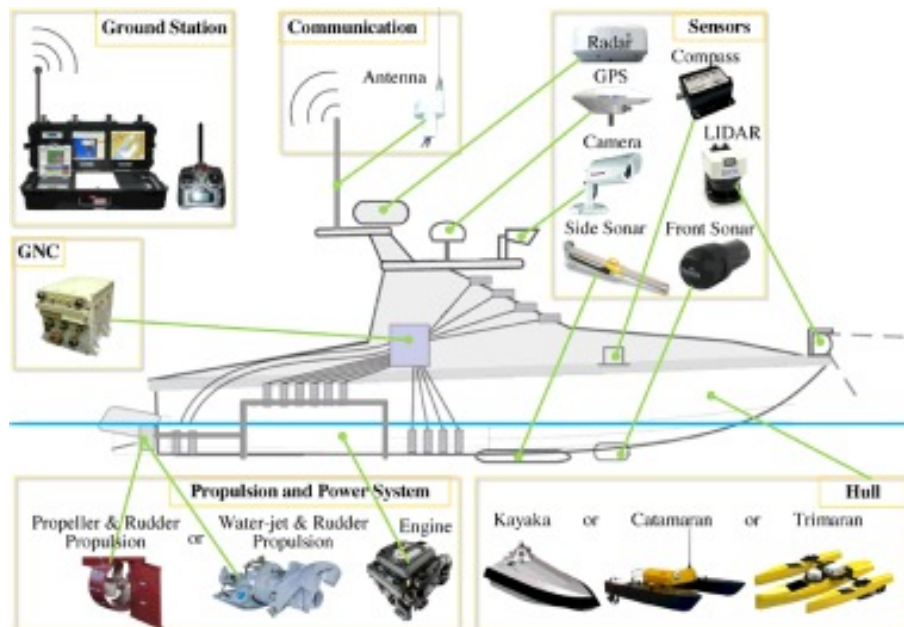 Ground Station
Communication
Antenna
Sensors
Radar
Compass
GPS
LIDAR
Camera
Side Sonar
Front Sonar
GNC
Propulsion and Power System
Propeller & Rudder
Propulsion
or
Water-jet & Rudder
Propulsion
Engine
Hull
Kayaka or Catamaran or Trimaran